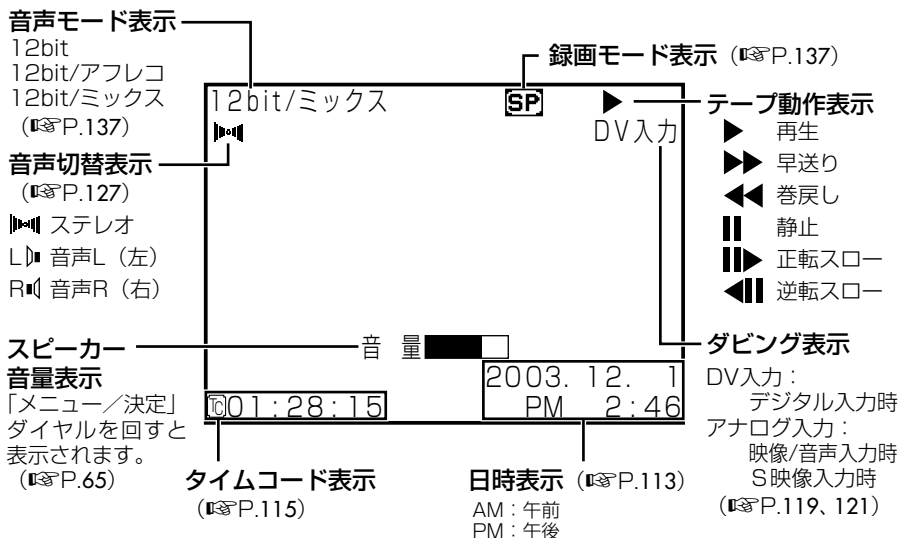 音声モード表示
12bit
12bit/アフレコ
12bit/ミックス
（☞P.137）
音声切替表示
（☞P.127）
ステレオ
L 音声L（左）
R 音声R（右）
スピーカー
音量表示
「メニュー／決定」
ダイヤルを回すと
表示されます。
（☞P.65）
録画モード表示（☞P.137）
12bit/ミックス
SP ▶
DV入力
音 量
TC 01:28:15
2003. 12. 1
PM 2:46
タイムコード表示
（☞P.115）
日時表示（☞P.113）
AM：午前
PM：午後
テープ動作表示
▶ 再生
▶▶ 早送り
◀◀ 巻戻し
❚❚ 静止
❚❚▶ 正転スロー
◀❚❚ 逆転スロー
ダビング表示
DV入力：
デジタル入力時
アナログ入力：
映像/音声入力時
S映像入力時
（☞P.119、121）